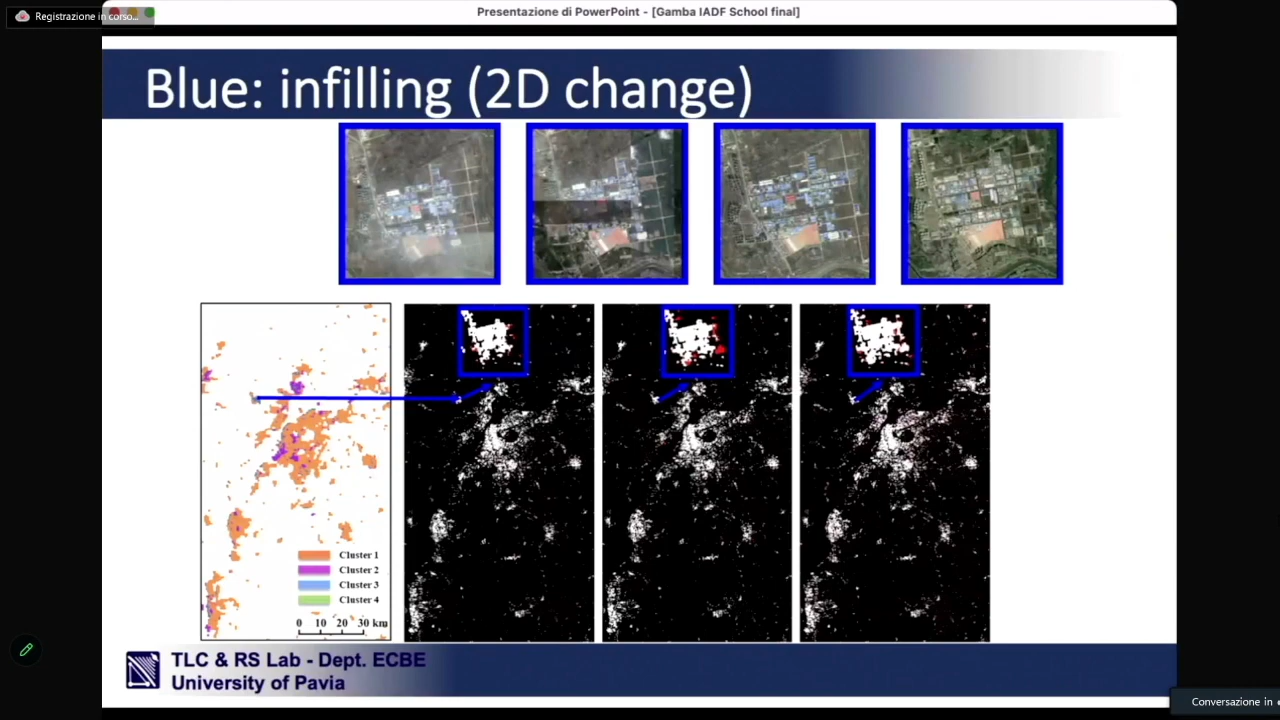 Registrazione in corso...
Presentazione di PowerPoint - [Gamba IADF School final]
Blue: infilling (2D change)
Cluster 1
Cluster 2
Cluster 3
Cluster 4
0 10 20 30 km
TLC & RS Lab - Dept. ECBE
University of Pavia
Conversazione in